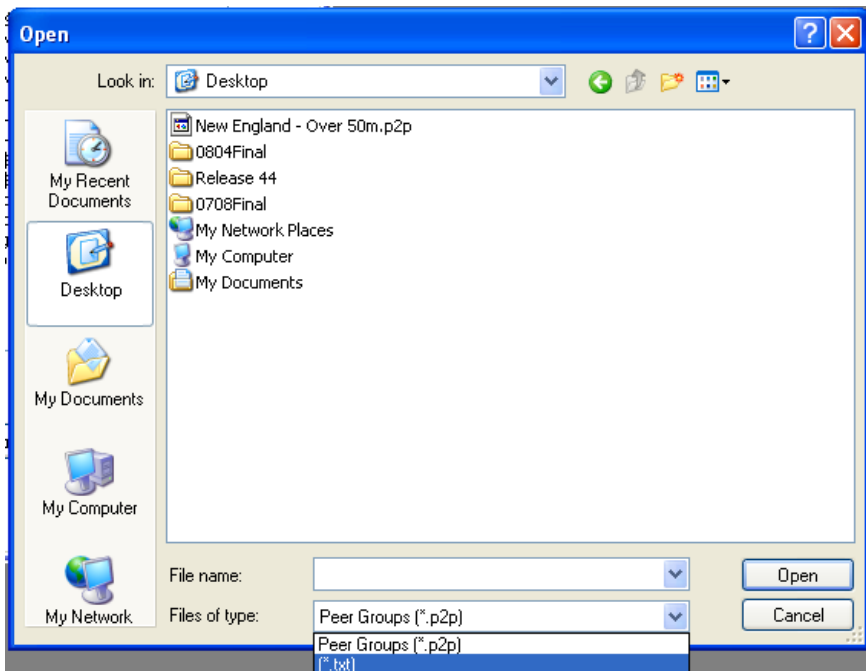 Open
Look in: Desktop
New England - Over 50m.p2p
0804Final
Release 44
0708Final
My Network Places
My Computer
My Documents
My Recent
Documents
Desktop
My Documents
My Computer
My Network
File name: Open
Files of type: Peer Groups (*.p2p) Cancel
Peer Groups (*.p2p)
(*.txt)